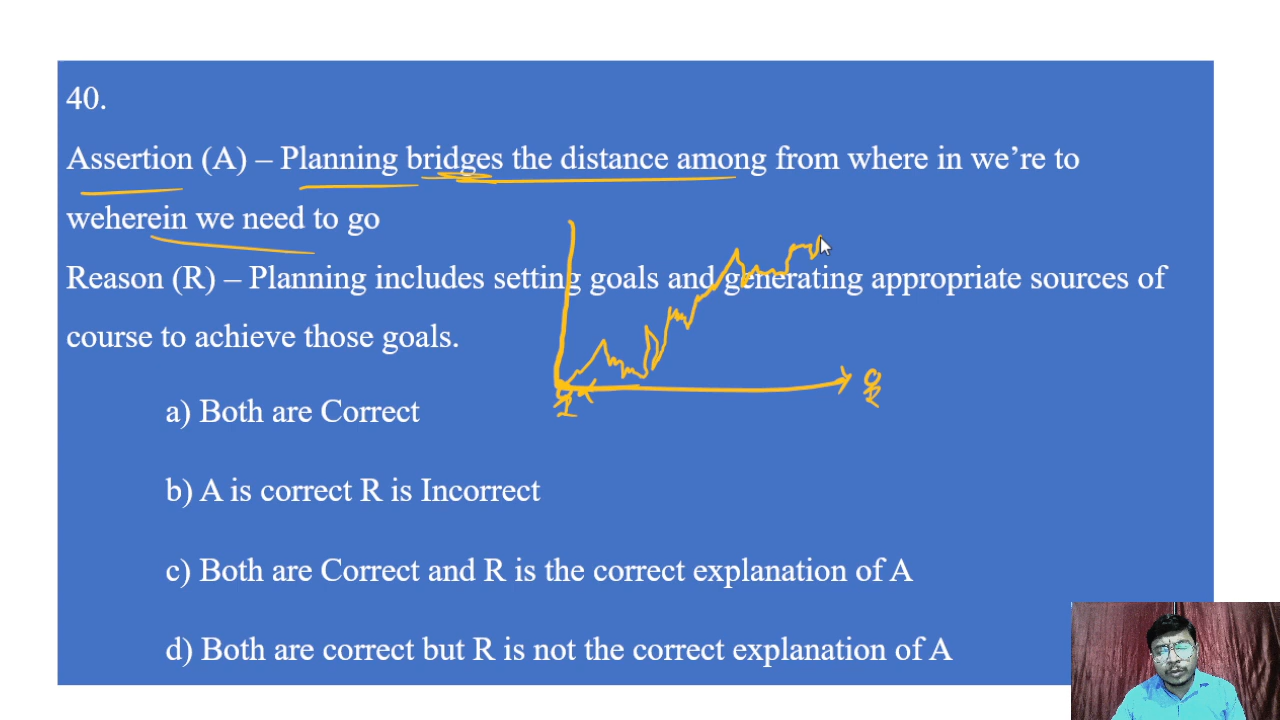 40.
Assertion (A) – Planning bridges the distance among from where in we’re to
weherein we need to go
Reason (R) – Planning includes setting goals and generating appropriate sources of
course to achieve those goals.
a) Both are Correct
b) A is correct R is Incorrect
c) Both are Correct and R is the correct explanation of A
d) Both are correct but R is not the correct explanation of A